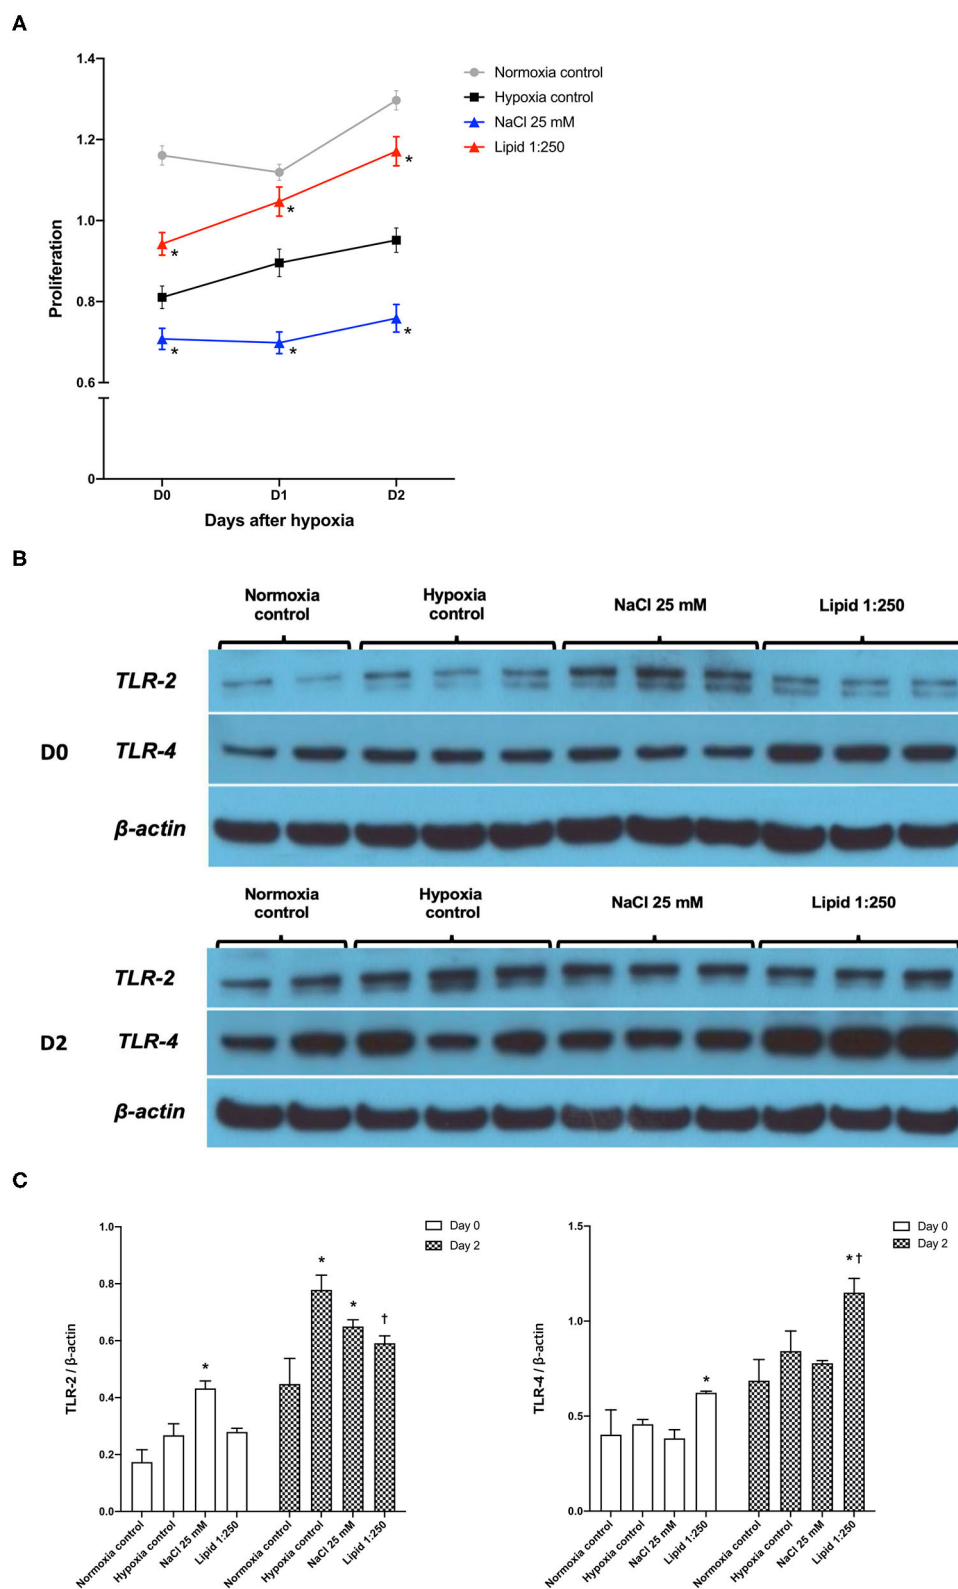 A
1.4
1.2
1.0
0.8
0.6
0
Proliferation
D0
D1
D2
Days after hypoxia
Normoxia control
Hypoxia control
NaCl 25 mM
Lipid 1:250
*
*
*
*
*
*
B
Normoxia
control
Hypoxia
control
NaCl 25 mM
Lipid 1:250
D0
TLR-2
TLR-4
β-actin
Normoxia
control
Hypoxia
control
NaCl 25 mM
Lipid 1:250
D2
TLR-2
TLR-4
β-actin
C
1.0
0.8
0.6
0.4
0.2
0.0
TLR-2 / β-actin
*
*
*
†
Day 0
Day 2
Normoxia control
Hypoxia control
NaCl 25 mM
Lipid 1:250
Normoxia control
Hypoxia control
NaCl 25 mM
Lipid 1:250
1.5
1.0
0.5
0.0
TLR-4 / β-actin
*
*†
Day 0
Day 2
Normoxia control
Hypoxia control
NaCl 25 mM
Lipid 1:250
Normoxia control
Hypoxia control
NaCl 25 mM
Lipid 1:250